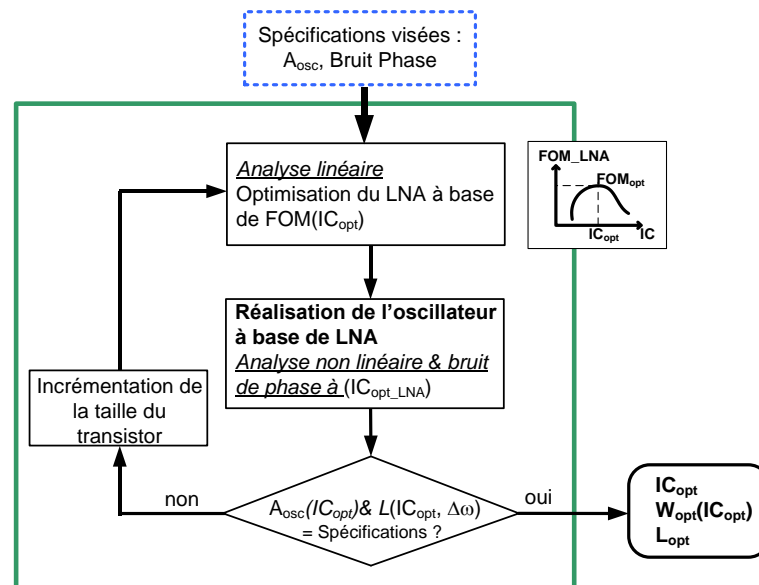 Spécifications visées :
Aosc, Bruit Phase
Analyse linéaire
Optimisation du LNA à base
de FOM(ICopt)
FOM_LNA
FOMopt
ICopt
IC
Réalisation de l'oscillateur
à base de LNA
Analyse non linéaire & bruit
de phase à (ICopt_LNA)
Incrémentation de
la taille du
transistor
non
Aosc(ICopt)& L(ICopt, Δω)
= Spécifications ?
oui
ICopt
Wopt(ICopt)
Lopt